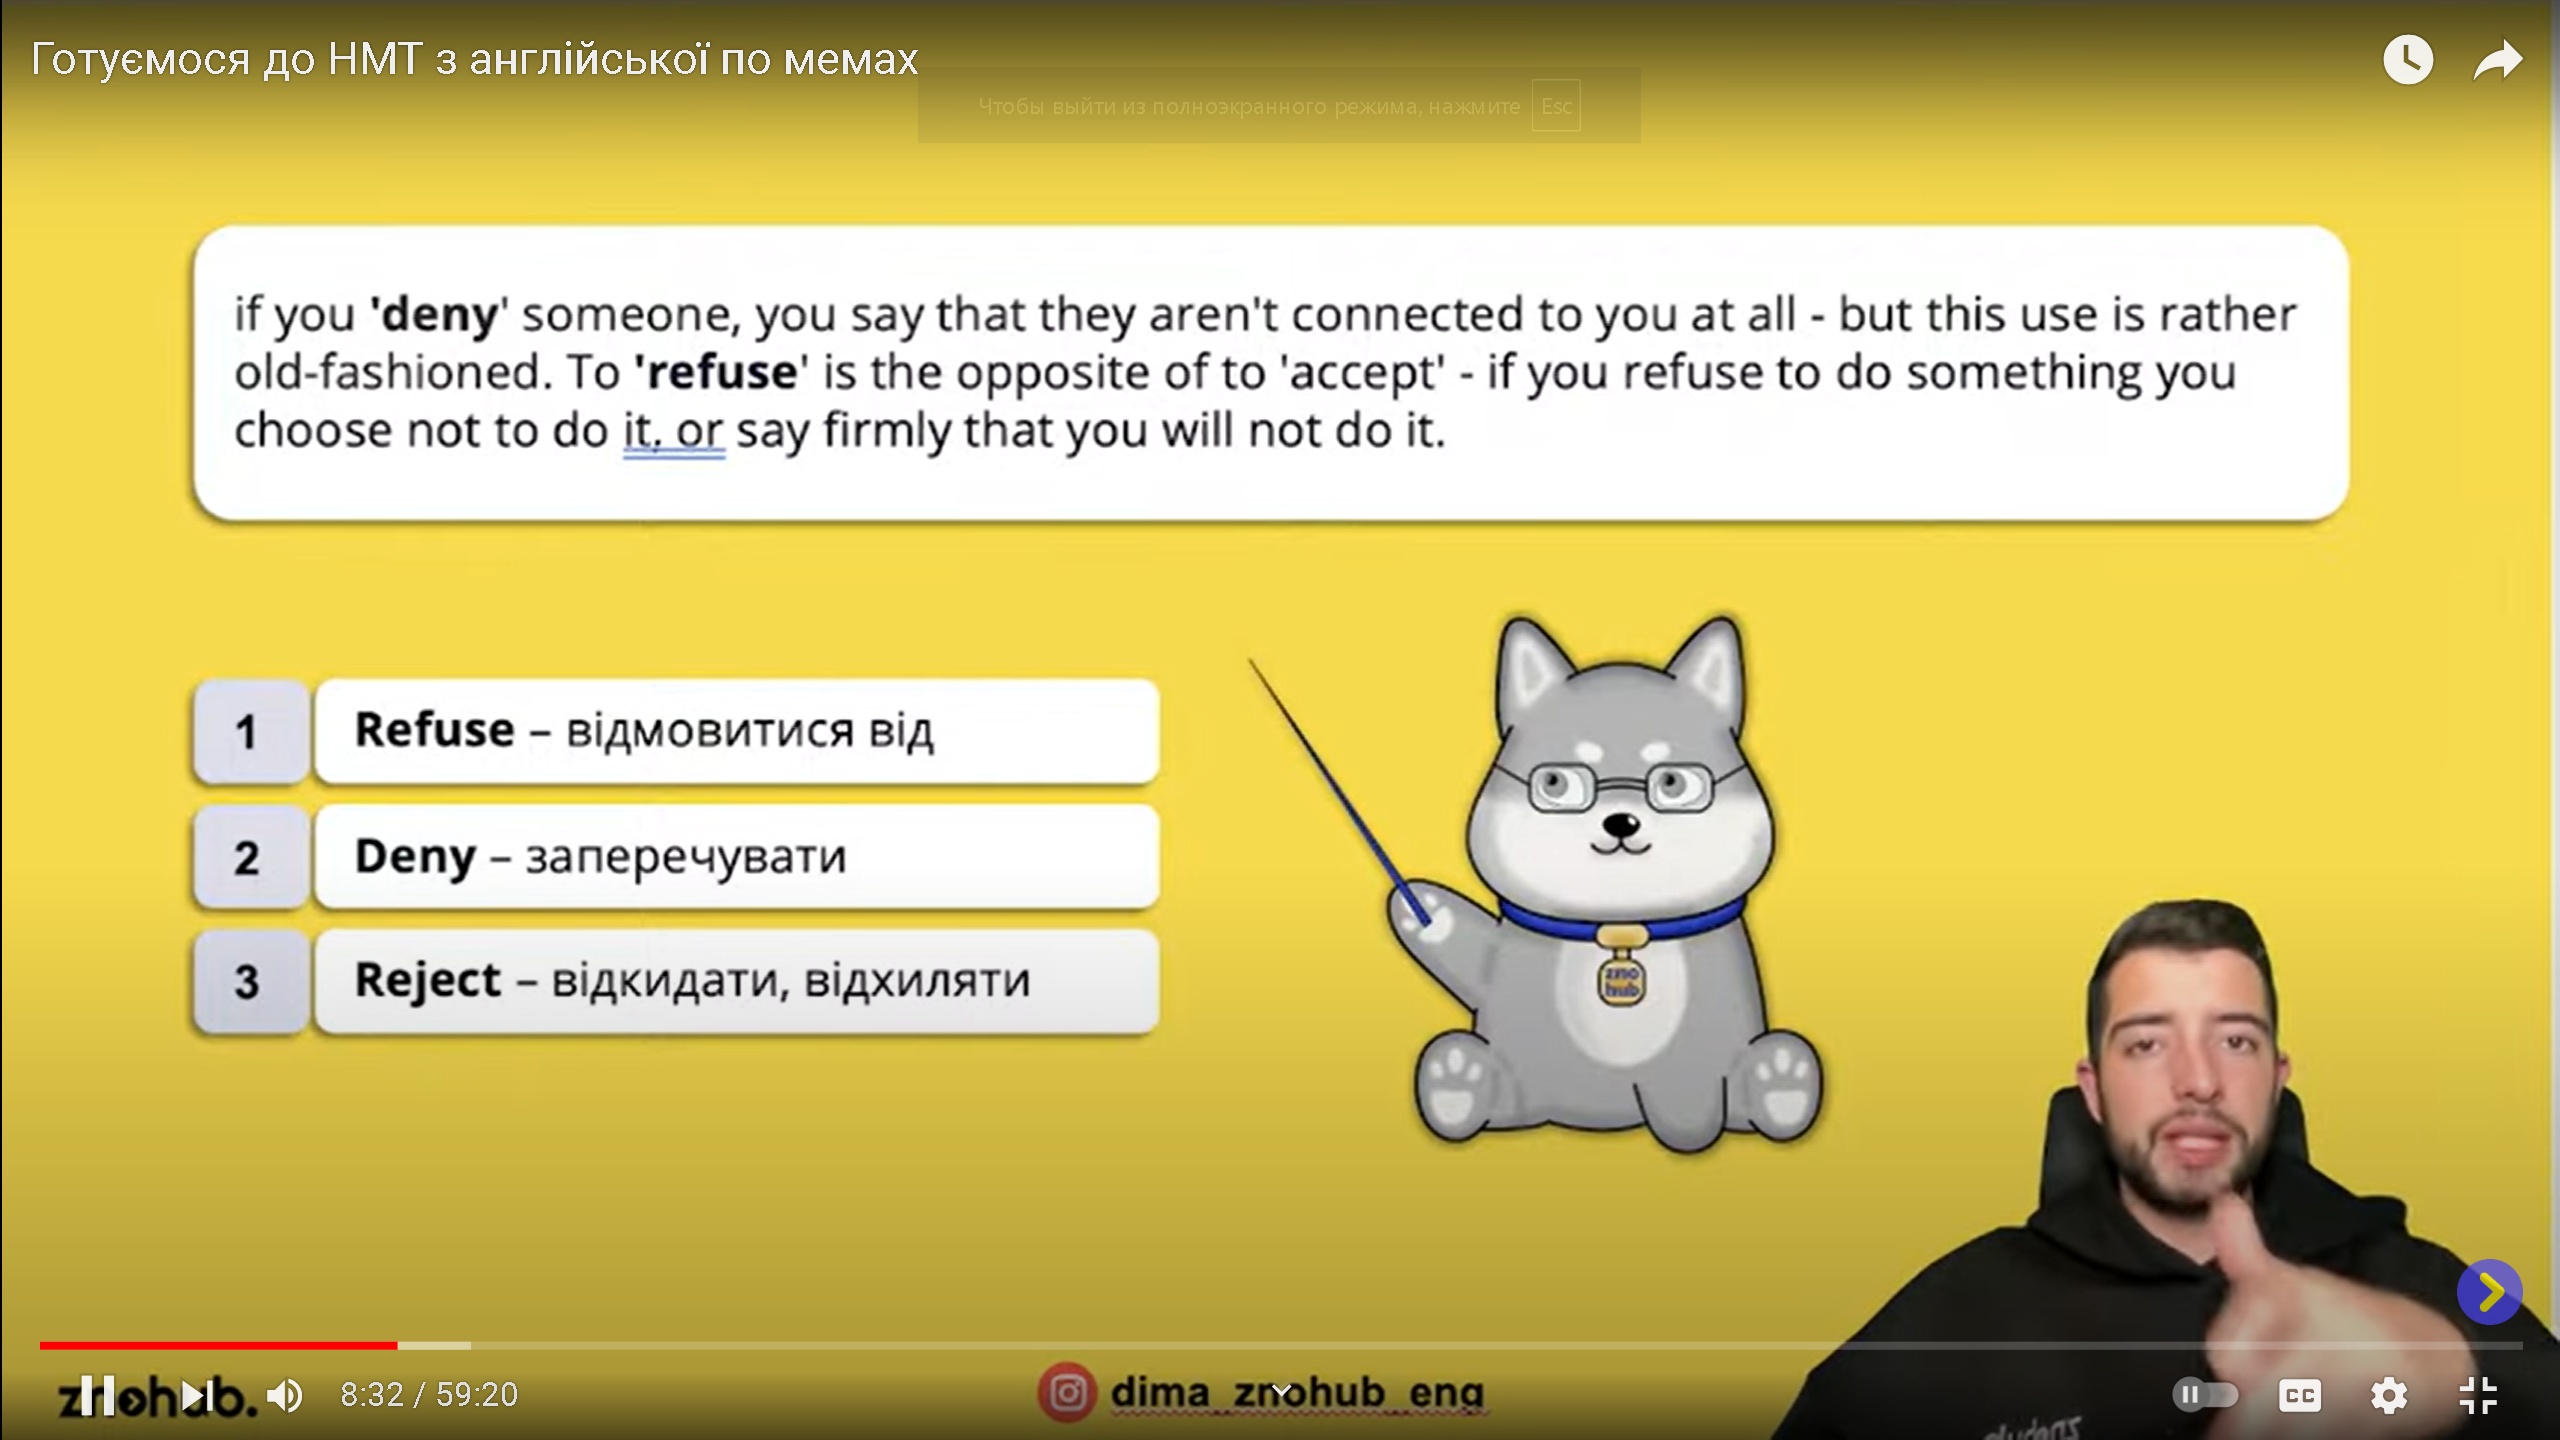 Готуємося до НМТ з англійської по мемах
Чтобы выйти из полноэкранного режима, нажмите Esc
if you 'deny' someone, you say that they aren't connected to you at all - but this use is rather
old-fashioned. To 'refuse' is the opposite of to 'accept' - if you refuse to do something you
choose not to do it, or say firmly that you will not do it.
1 Refuse – відмовитися від
2 Deny – заперечувати
3 Reject – відкидати, відхиляти
zno hub
znohub.
8:32 / 59:20
dima_znohub_eng
CC